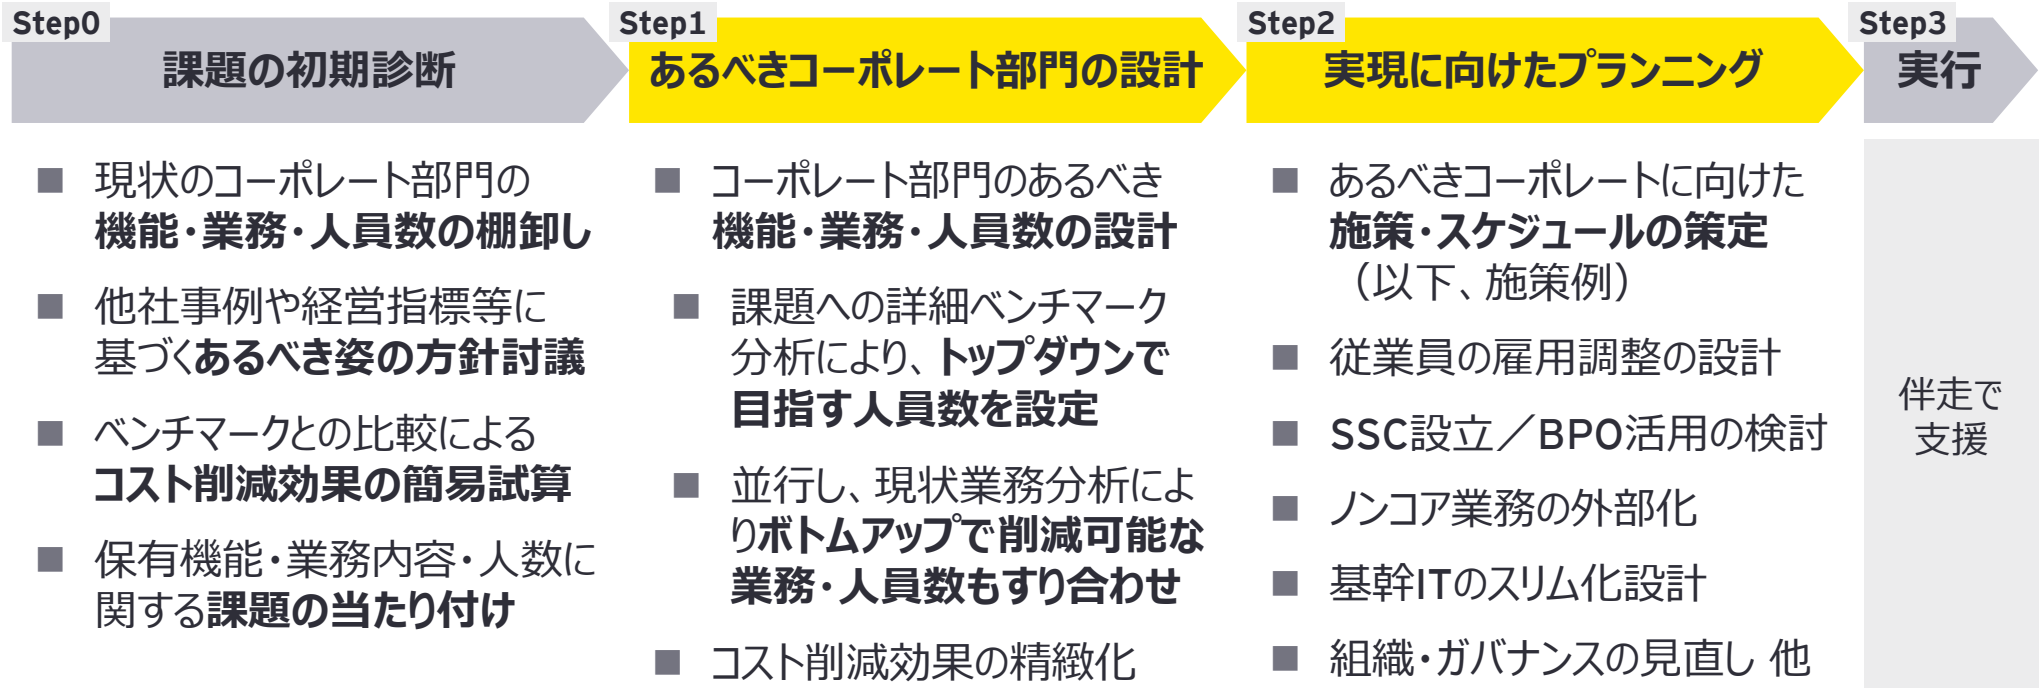 Step0
課題の初期診断
現状のコーポレート部門の
機能・業務・人員数の棚卸し
他社事例や経営指標等に
基づくあるべき姿の方針討議
ベンチマークとの比較による
コスト削減効果の簡易試算
保有機能・業務内容・人数に
関する課題の当たり付け
Step1
あるべきコーポレート部門の設計
コーポレート部門のあるべき
機能・業務・人員数の設計
課題への詳細ベンチマーク
分析により、トップダウンで
目指す人員数を設定
並行し、現状業務分析によ
りボトムアップで削減可能な
業務・人員数もすり合わせ
コスト削減効果の精緻化
Step2
実現に向けたプランニング
あるべきコーポレートに向けた
施策・スケジュールの策定
（以下、施策例）
従業員の雇用調整の設計
SSC設立／BPO活用の検討
ノンコア業務の外部化
基幹ITのスリム化設計
組織・ガバナンスの見直し 他
Step3
実行
伴走で
支援